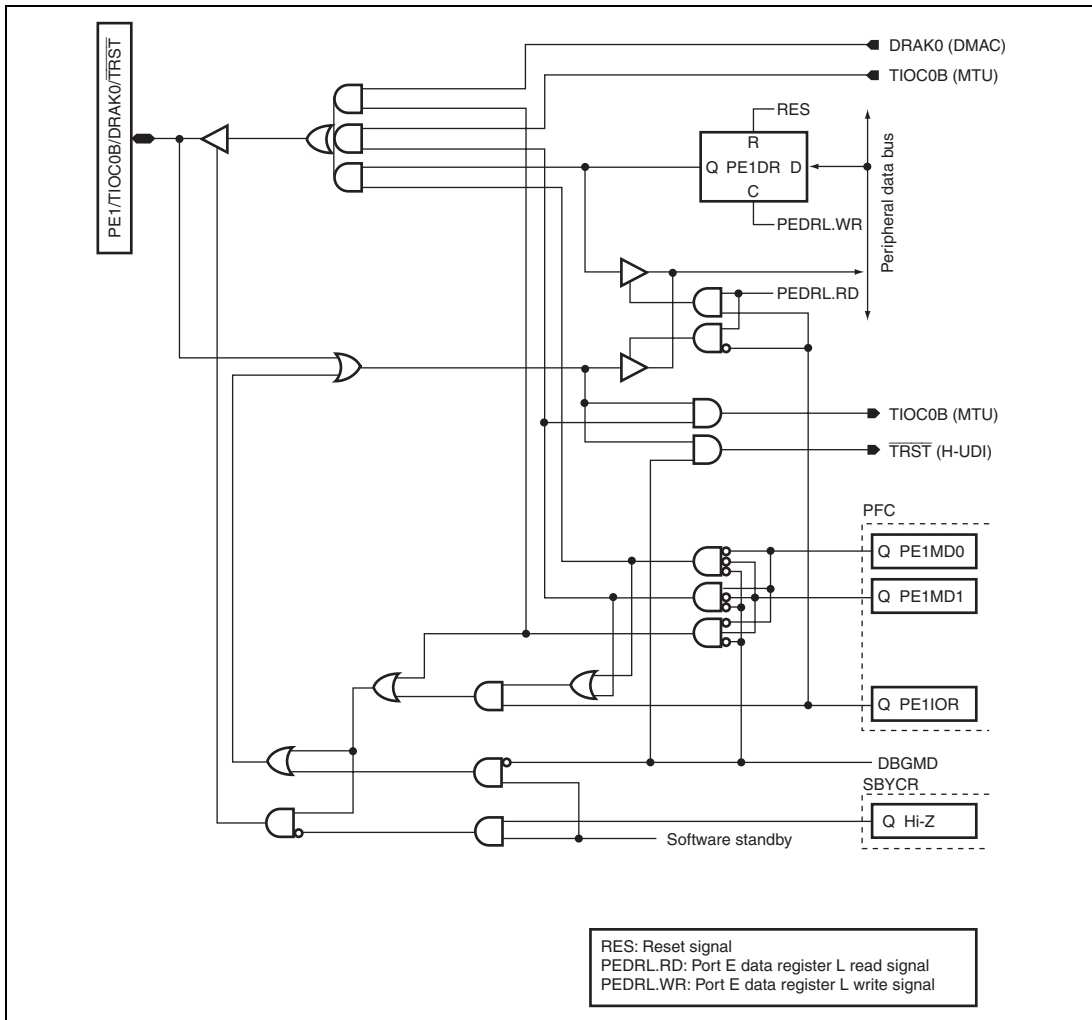 PE1/TIOC0B/DRAK0/T̅R̅S̅T̅
DRAK0 (DMAC)
TIOC0B (MTU)
RES
R
Q PE1DR D
C
PEDRL.WR
Peripheral data bus
PEDRL.RD
TIOC0B (MTU)
T̅R̅S̅T̅ (H-UDI)
PFC
Q PE1MD0
Q PE1MD1
Q PE1IOR
DBGMD
SBYCR
Q Hi-Z
Software standby
RES: Reset signal
PEDRL.RD: Port E data register L read signal
PEDRL.WR: Port E data register L write signal